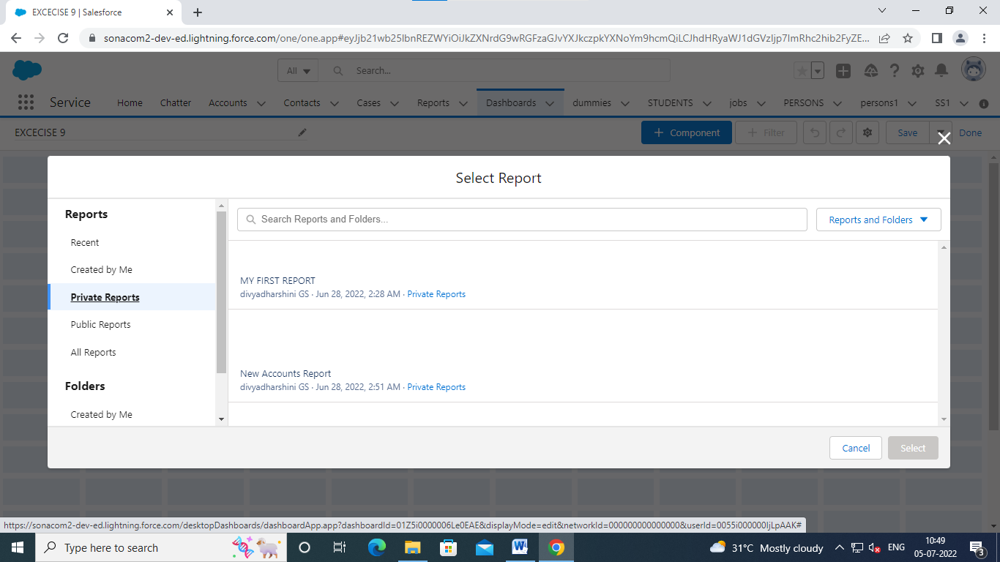 EXCECISE 9 | Salesforce
sonacom2-dev-ed.lightning.force.com/one/one.app#eyJjb21wb25lbnREZWYiOiJkZXNrdG9wRGFzaGJvYXJkczpkYXNoYm9hcmQiLCJhdHRyaWJ1dGVzIjp7ImRhc2hib2FyZE...
All
Search...
Service
Home
Chatter
Accounts
Contacts
Cases
Reports
Dashboards
dummies
STUDENTS
jobs
PERSONS
persons1
SS1
EXCECISE 9
+ Component
+ Filter
Save
Done
Select Report
Reports
Recent
Created by Me
Private Reports
Public Reports
All Reports
Folders
Created by Me
Search Reports and Folders...
Reports and Folders
MY FIRST REPORT
divyadharshini GS · Jun 28, 2022, 2:28 AM · Private Reports
New Accounts Report
divyadharshini GS · Jun 28, 2022, 2:51 AM · Private Reports
Cancel
Select
https://sonacom2-dev-ed.lightning.force.com/desktopDashboards/dashboardApp.app?dashboardId=01Z5i0000006Le0EAE&displayMode=edit&networkId=000000000000000&userId=0055i000000IjLpAAK#
Type here to search
31°C Mostly cloudy
ENG
10:49
05-07-2022
3